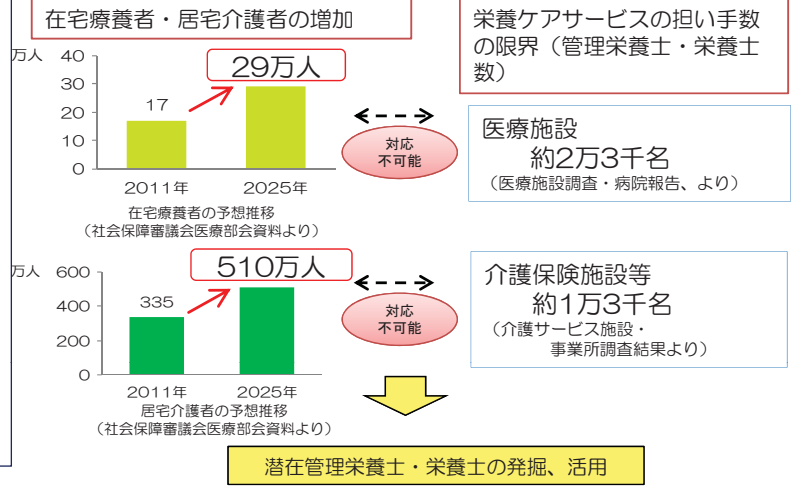 在宅療養者・居宅介護者の増加
万人
40
30
20
10
0
17
29万人
2011年
2025年
在宅療養者の予想推移
（社会保障審議会医療部会資料より）
対応
不可能
栄養ケアサービスの担い手数
の限界（管理栄養士・栄養士
数）
医療施設
約2万3千名
（医療施設調査・病院報告、より）
万人
600
400
200
0
335
510万人
2011年
2025年
居宅介護者の予想推移
（社会保障審議会医療部会資料より）
対応
不可能
介護保険施設等
約1万3千名
（介護サービス施設・
事業所調査結果より）
潜在管理栄養士・栄養士の発掘、活用